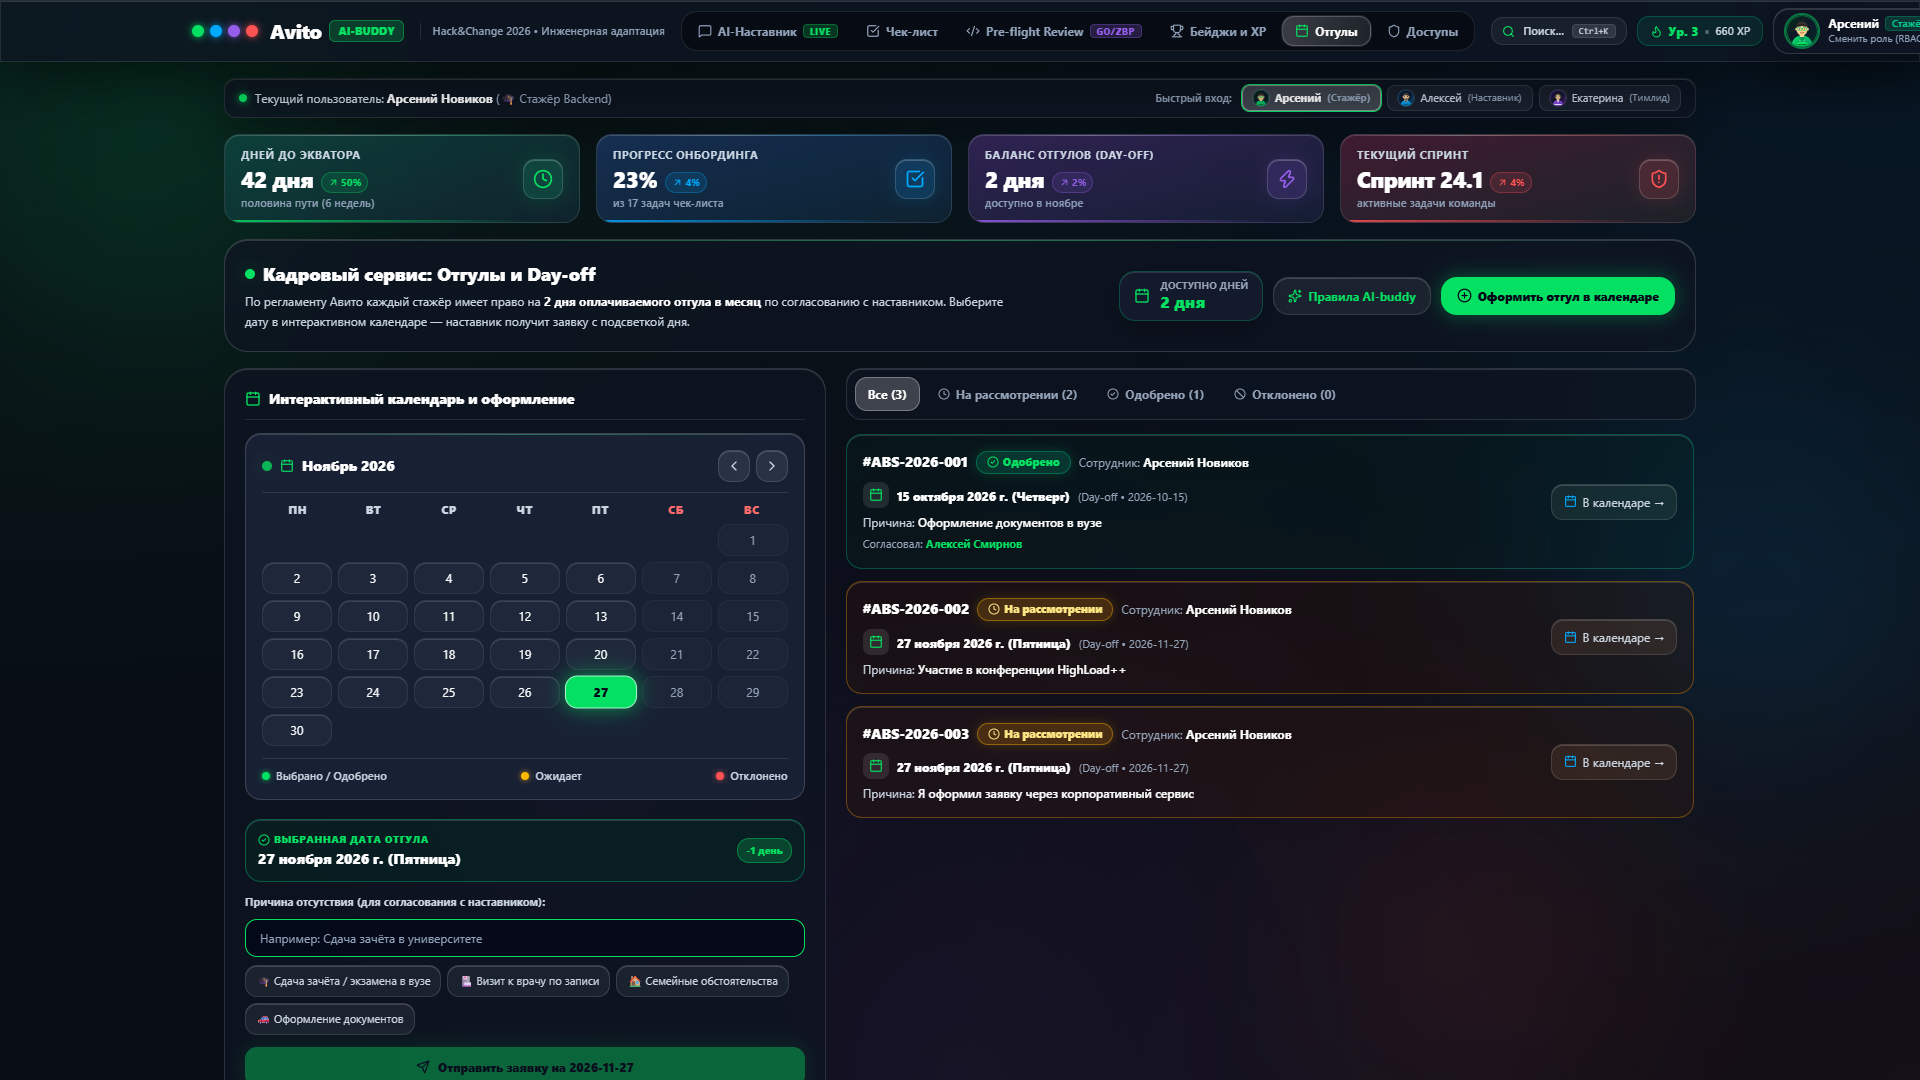 Avito AI-BUDDY Hack&Change 2026 • Инженерная адаптация AI-Наставник LIVE Чек-лист Pre-flight Review GO/ZBP Бейджи и XP Отгулы Доступы Поиск... Ctrl+K Ур. 3 • 660 XP Арсений
Сменить роль (RBAC
Текущий пользователь: Арсений Новиков ( Стажёр Backend) Быстрый вход: Арсений (Стажёр) Алексей (Наставник) Екатерина (Тимлид)
ДНЕЙ ДО ЭКВАТОРА
42 дня 50%
половина пути (6 недель)
ПРОГРЕСС ОНБОРДИНГА
23% 4%
из 17 задач чек-листа
БАЛАНС ОТГУЛОВ (DAY-OFF)
2 дня 2%
доступно в ноябре
ТЕКУЩИЙ СПРИНТ
Спринт 24.1 4%
активные задачи команды
Кадровый сервис: Отгулы и Day-off
По регламенту Авито каждый стажёр имеет право на 2 дня оплачиваемого отгула в месяц по согласованию с наставником. Выберите
дату в интерактивном календаре — наставник получит заявку с подсветкой дня.
ДОСТУПНО ДНЕЙ
2 дня
Правила AI-buddy
Оформить отгул в календаре
Интерактивный календарь и оформление
Ноябрь 2026
ПН ВТ СР ЧТ ПТ СБ ВС
1
2 3 4 5 6 7 8
9 10 11 12 13 14 15
16 17 18 19 20 21 22
23 24 25 26 27 28 29
30
Выбрано / Одобрено Ожидает Отклонено
ВЫБРАННАЯ ДАТА ОТГУЛА
27 ноября 2026 г. (Пятница)
-1 день
Причина отсутствия (для согласования с наставником):
Например: Сдача зачёта в университете
Сдача зачёта / экзамена в вузе Визит к врачу по записи Семейные обстоятельства
Оформление документов
Отправить заявку на 2026-11-27
Все (3) На рассмотрении (2) Одобрено (1) Отклонено (0)
#ABS-2026-001 Одобрено Сотрудник: Арсений Новиков
15 октября 2026 г. (Четверг) (Day-off • 2026-10-15)
Причина: Оформление документов в вузе
Согласовал: Алексей Смирнов
В календаре →
#ABS-2026-002 На рассмотрении Сотрудник: Арсений Новиков
27 ноября 2026 г. (Пятница) (Day-off • 2026-11-27)
Причина: Участие в конференции HighLoad++
В календаре →
#ABS-2026-003 На рассмотрении Сотрудник: Арсений Новиков
27 ноября 2026 г. (Пятница) (Day-off • 2026-11-27)
Причина: Я оформил заявку через корпоративный сервис
В календаре →